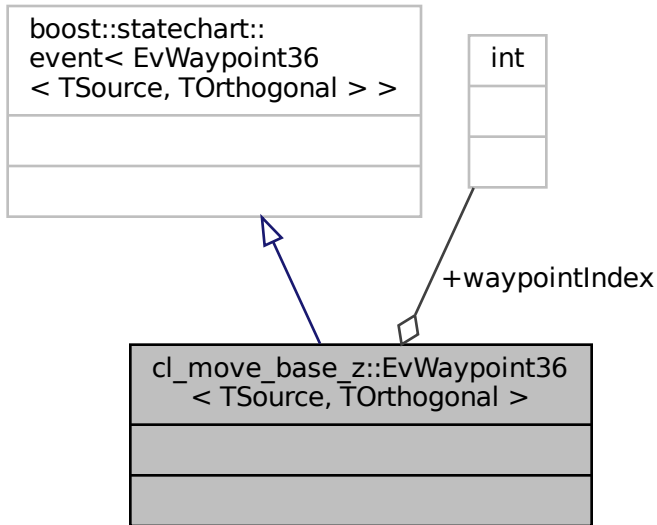 boost::statechart::
event< EvWaypoint36
< TSource, TOrthogonal > >
int
+waypointIndex
cl_move_base_z::EvWaypoint36
< TSource, TOrthogonal >